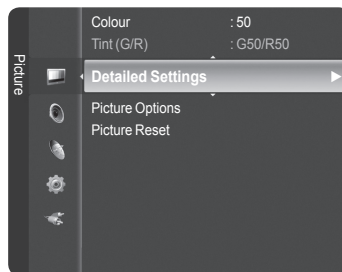 Picture
Colour : 50
Tint (G/R) : G50/R50
Detailed Settings
Picture Options
Picture Reset